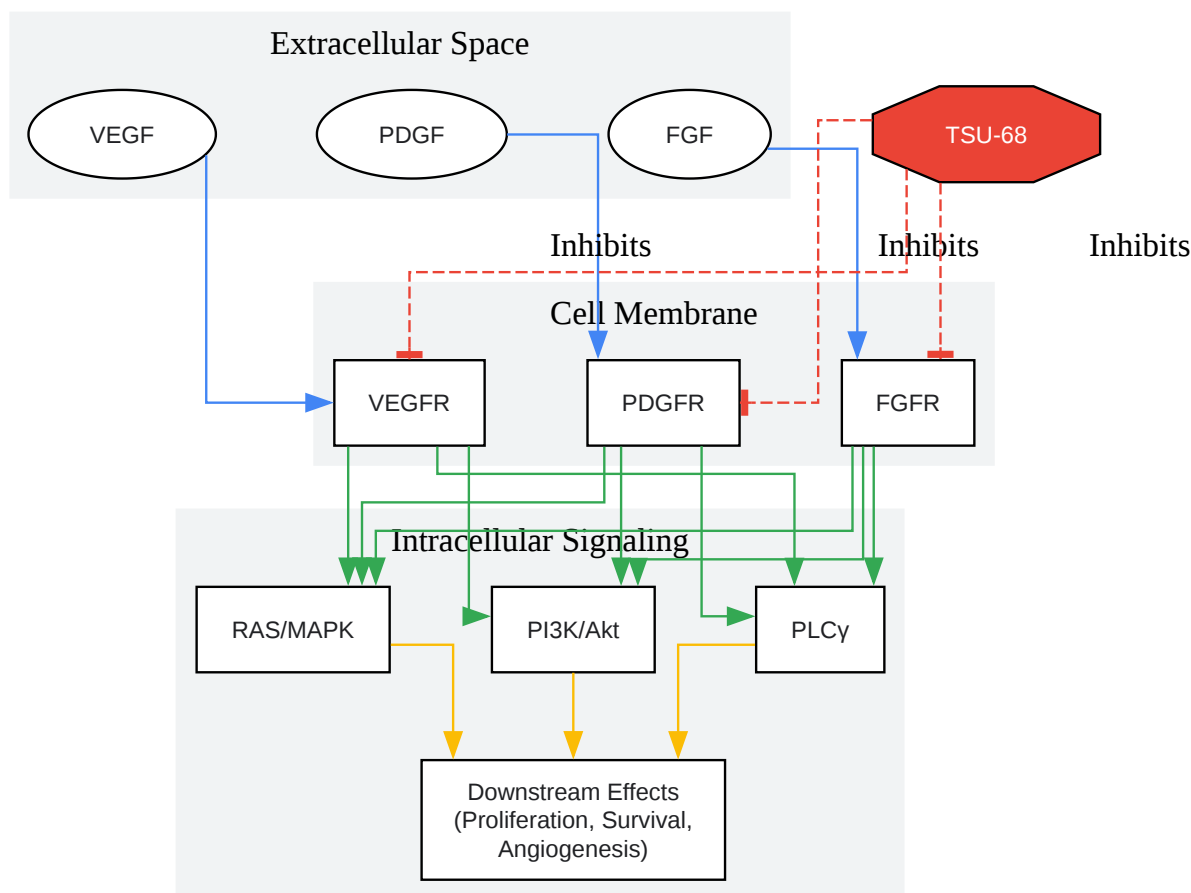 Extracellular Space
VEGF
PDGF
FGF
TSU-68
Inhibits
Inhibits
Inhibits
Cell Membrane
VEGFR
PDGFR
FGFR
Intracellular Signaling
RAS/MAPK
PI3K/Akt
PLCγ
Downstream Effects
(Proliferation, Survival,
Angiogenesis)